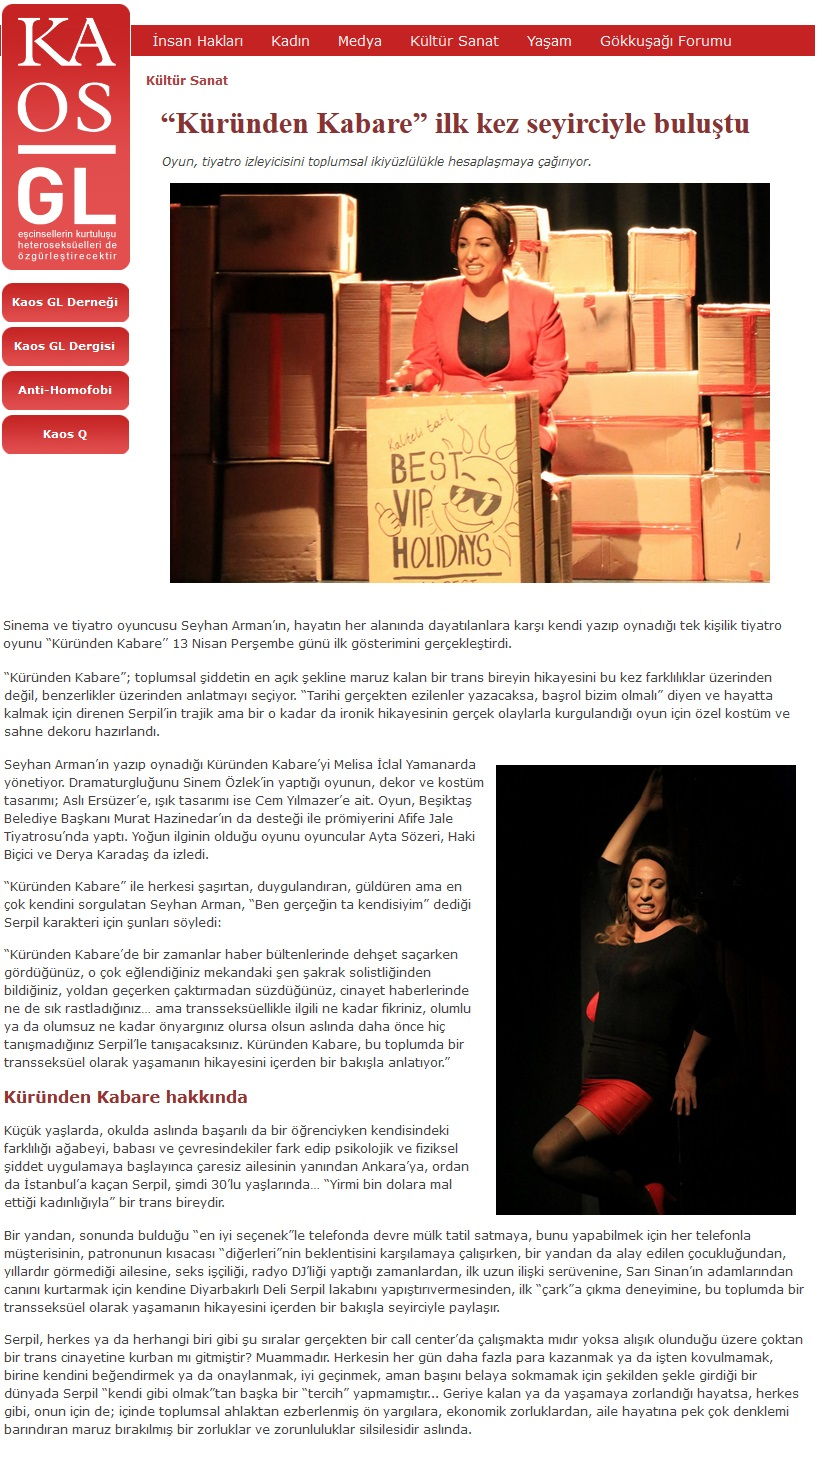 KA
OS
GL
eşcinsellerin kurtuluşu
heteroseksüelleri de
özgürleştirecektir
İnsan Hakları Kadın Medya Kültür Sanat Yaşam Gökkuşağı Forumu
Kaos GL Derneği
Kaos GL Dergisi
Anti-Homofobi
Kaos Q
Kültür Sanat
“Küründen Kabare” ilk kez seyirciyle buluştu
Oyun, tiyatro izleyicisini toplumsal ikiyüzlülükle hesaplaşmaya çağırıyor.
Kaliteli tatil
BEST
VIP
HOLIDAYS
Sinema ve tiyatro oyuncusu Seyhan Arman’ın, hayatın her alanında dayatılanlara karşı kendi yazıp oynadığı tek kişilik tiyatro
oyunu “Küründen Kabare” 13 Nisan Perşembe günü ilk gösterimini gerçekleştirdi.
“Küründen Kabare”; toplumsal şiddetin en açık şekline maruz kalan bir trans bireyin hikayesini bu kez farklılıklar üzerinden
değil, benzerlikler üzerinden anlatmayı seçiyor. “Tarihi gerçekten ezilenler yazacaksa, başrol bizim olmalı” diyen ve hayatta
kalmak için direnen Serpil’in trajik ama bir o kadar da ironik hikayesinin gerçek olaylarla kurgulandığı oyun için özel kostüm ve
sahne dekoru hazırlandı.
Seyhan Arman’ın yazıp oynadığı Küründen Kabare’yi Melisa İclal Yamanarda
yönetiyor. Dramaturgluğunu Sinem Özlek’in yaptığı oyunun, dekor ve kostüm
tasarımı; Aslı Ersüzer’e, ışık tasarımı ise Cem Yılmazer’e ait. Oyun, Beşiktaş
Belediye Başkanı Murat Hazinedar’ın da desteği ile prömiyerini Afife Jale
Tiyatrosu’nda yaptı. Yoğun ilginin olduğu oyunu oyuncular Ayta Sözeri, Haki
Biçici ve Derya Karadaş da izledi.
“Küründen Kabare” ile herkesi şaşırtan, duygulandıran, güldüren ama en
çok kendini sorgulatan Seyhan Arman, “Ben gerçeğin ta kendisiyim” dediği
Serpil karakteri için şunları söyledi:
“Küründen Kabare’de bir zamanlar haber bültenlerinde dehşet saçarken
gördüğünüz, o çok eğlendiğiniz mekandaki şen şakrak solistliğinden
bildiğiniz, yoldan geçerken çaktırmadan süzdüğünüz, cinayet haberlerinde
ne de sık rastladığınız… ama transseksüellikle ilgili ne kadar fikriniz, olumlu
ya da olumsuz ne kadar önyargınız olursa olsun aslında daha önce hiç
tanışmadığınız Serpil’le tanışacaksınız. Küründen Kabare, bu toplumda bir
transseksüel olarak yaşamanın hikayesini içerden bir bakışla anlatıyor.”
Küründen Kabare hakkında
Küçük yaşlarda, okulda aslında başarılı da bir öğrenciyken kendisindeki
farklılığı ağabeyi, babası ve çevresindekiler fark edip psikolojik ve fiziksel
şiddet uygulamaya başlayınca çaresiz ailesinin yanından Ankara’ya, ordan
da İstanbul’a kaçan Serpil, şimdi 30’lu yaşlarında… “Yirmi bin dolara mal
ettiği kadınlığıyla” bir trans bireydir.
Bir yandan, sonunda bulduğu “en iyi seçenek”le telefonda devre mülk tatil satmaya, bunu yapabilmek için her telefonla
müşterisinin, patronunun kısacası “diğerleri”nin beklentisini karşılamaya çalışırken, bir yandan da alay edilen çocukluğundan,
yıllardır görmediği ailesine, seks işçiliği, radyo DJ’liği yaptığı zamanlardan, ilk uzun ilişki serüvenine, Sarı Sinan’ın adamlarından
canını kurtarmak için kendine Diyarbakırlı Deli Serpil lakabını yapıştırıvermesinden, ilk “çark”a çıkma deneyimine, bu toplumda bir
transseksüel olarak yaşamanın hikayesini içerden bir bakışla seyirciyle paylaşır.
Serpil, herkes ya da herhangi biri gibi şu sıralar gerçekten bir call center’da çalışmakta mıdır yoksa alışık olunduğu üzere çoktan
bir trans cinayetine kurban mı gitmiştir? Muammadır. Herkesin her gün daha fazla para kazanmak ya da işten kovulmamak,
birine kendini beğendirmek ya da onaylanmak, iyi geçinmek, aman başını belaya sokmamak için şekilden şekle girdiği bir
dünyada Serpil “kendi gibi olmak”tan başka bir “tercih” yapmamıştır... Geriye kalan ya da yaşamaya zorlandığı hayatsa, herkes
gibi, onun için de; içinde toplumsal ahlaktan ezberlenmiş ön yargılara, ekonomik zorluklardan, aile hayatına pek çok denklemi
barındıran maruz bırakılmış bir zorluklar ve zorunluluklar silsilesidir aslında.